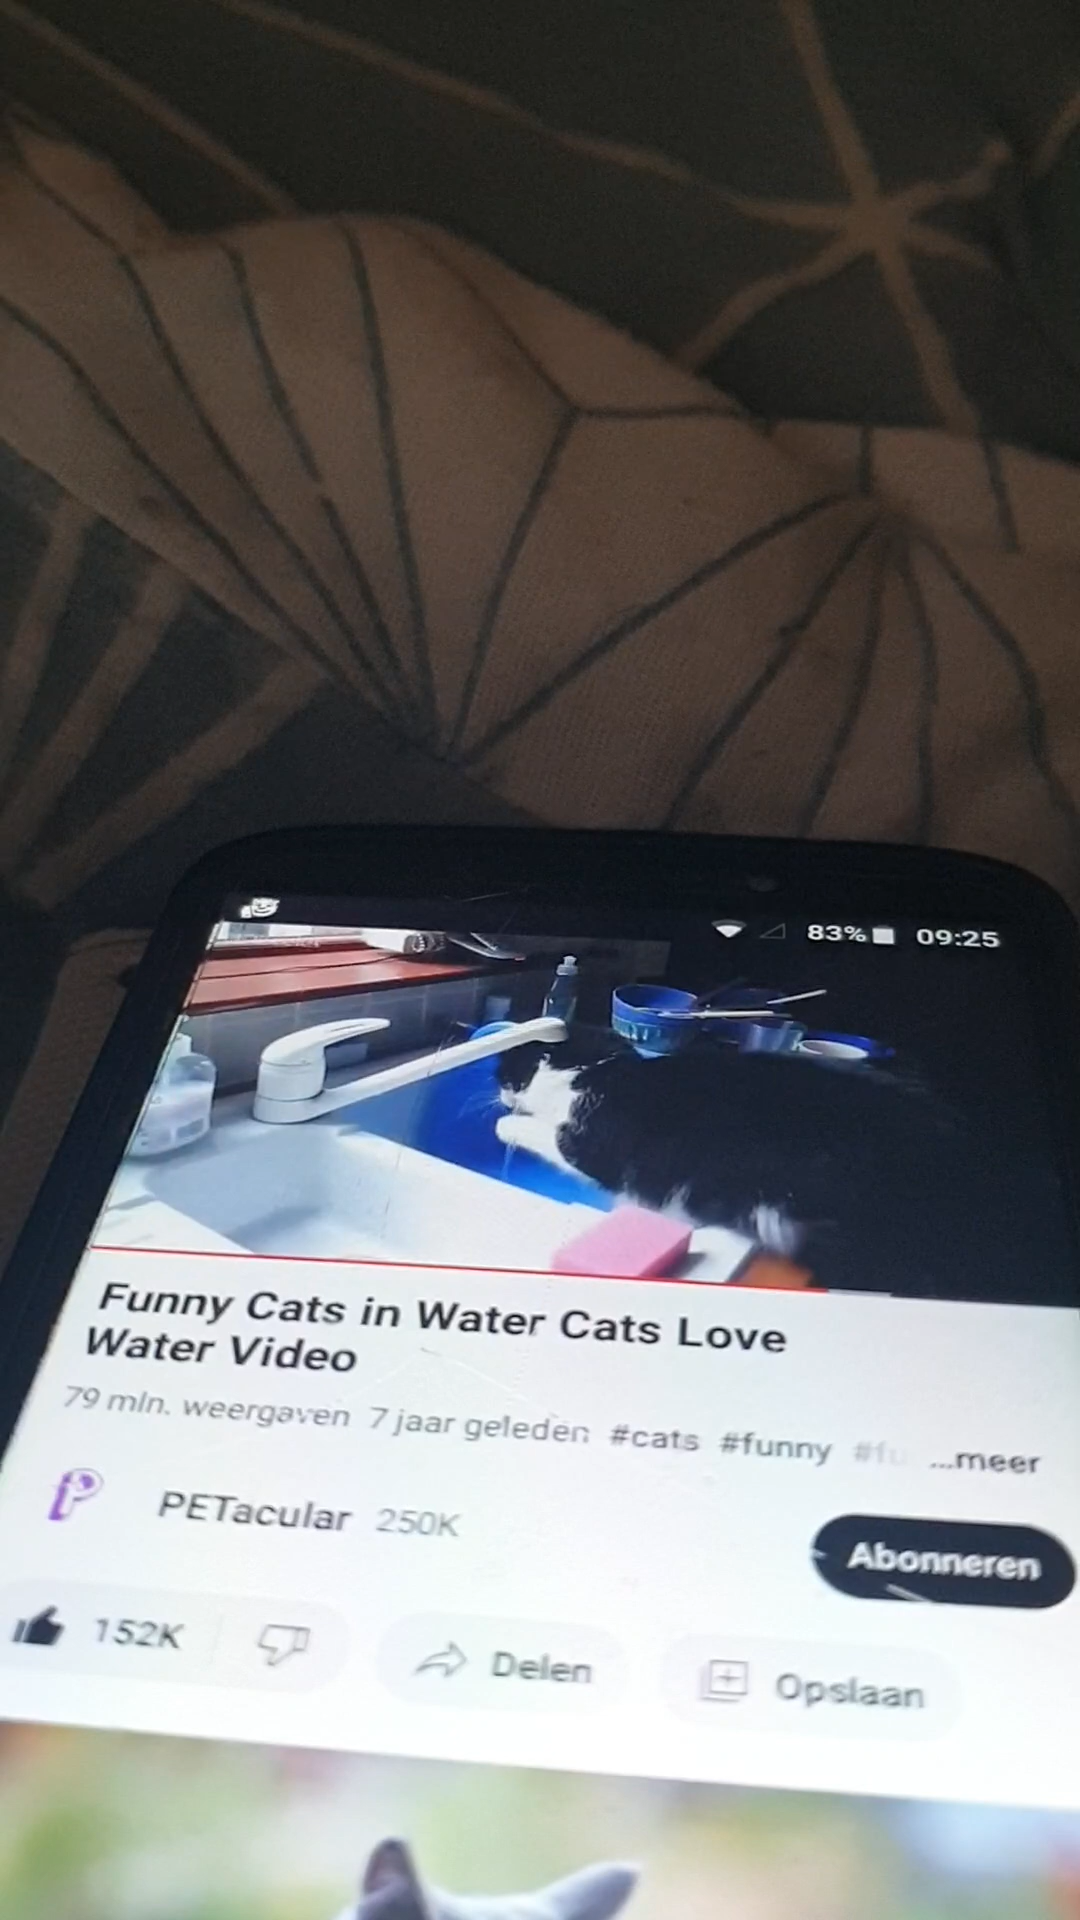 83% 09:25
Funny Cats in Water Cats Love
Water Video
79 mln. weergaven 7 jaar geleden #cats #funny #fu ...meer
PETacular 250K
Abonneren
152K Delen Opslaan